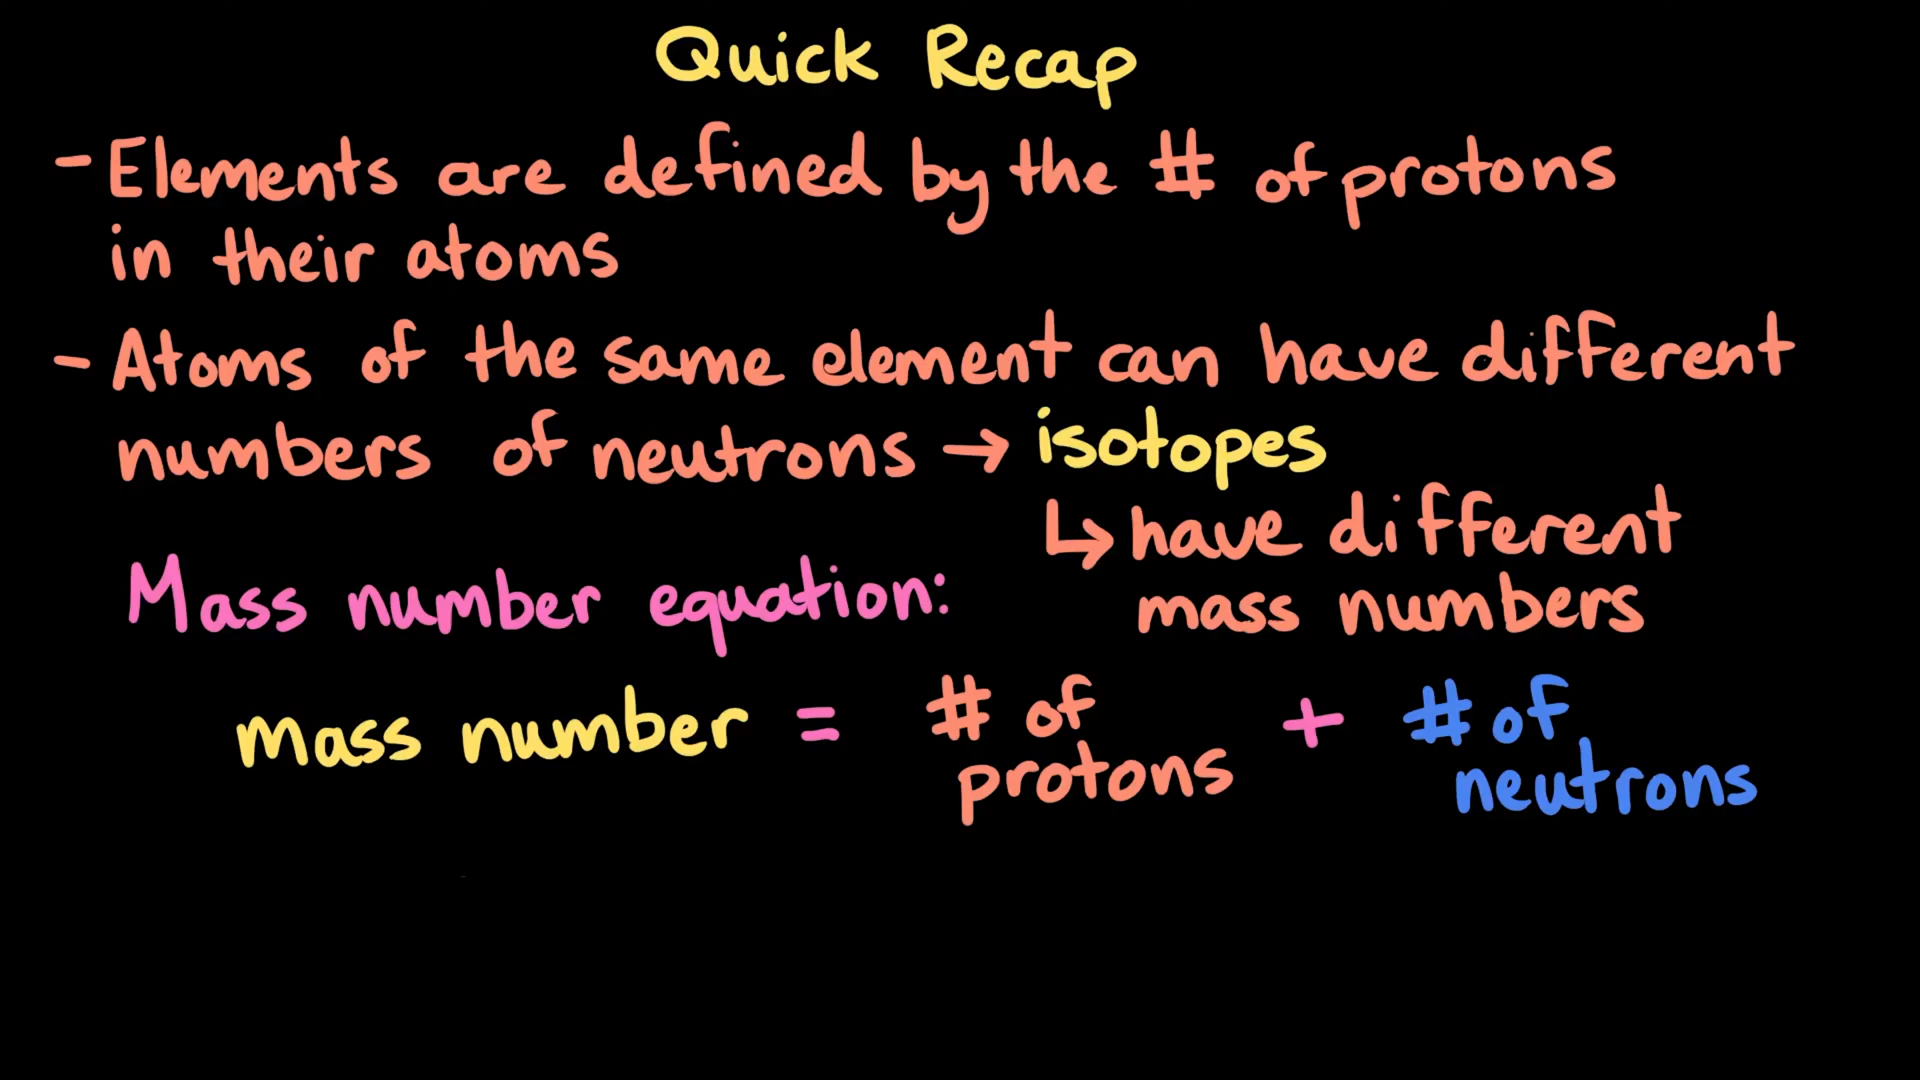 Quick Recap
- Elements are defined by the # of protons
in their atoms
- Atoms of the same element can have different
numbers of neutrons → isotopes
↳ have different
mass numbers
Mass number equation:
mass number = # of protons + # of neutrons